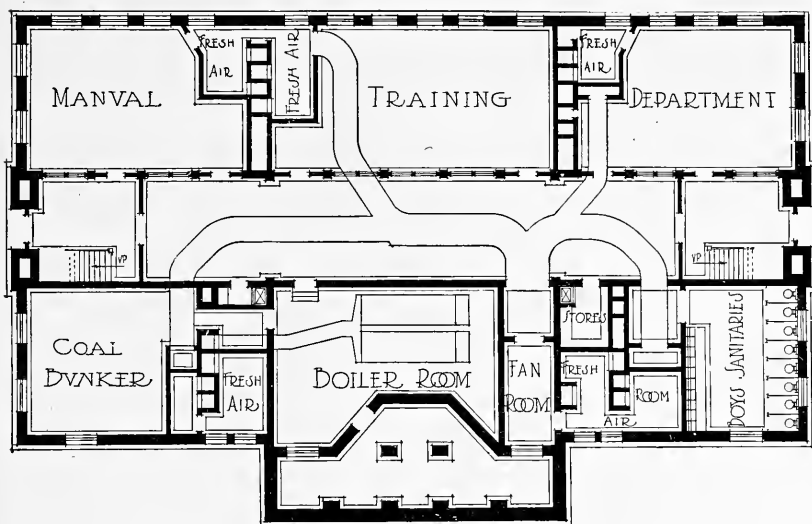 MANVAL
FRESH
AIR
FRESH AIR
TRAINING
FRESH
AIR
DEPARTMENT
VP
VP
COAL
BVNKER
FRESH
AIR
BOILER ROOM
FAN
ROOM
STORES
FRESH
AIR
ROOM
BOYS SANITARIES